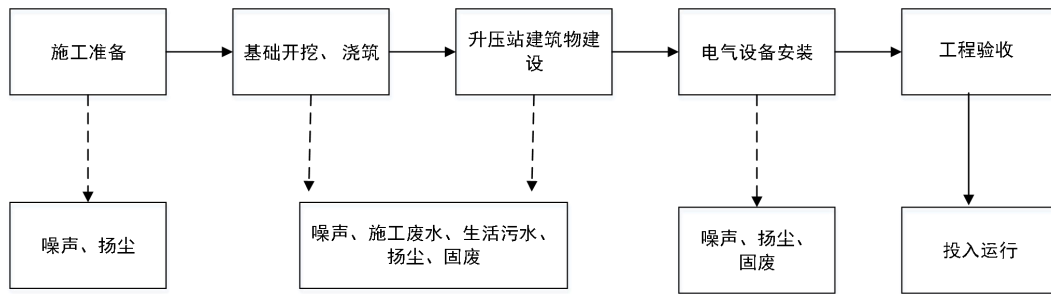 施工准备
基础开挖、浇筑
升压站建筑物建
设
电气设备安装
工程验收
噪声、扬尘
噪声、施工废水、生活污水、
扬尘、固废
噪声、扬尘、
固废
投入运行